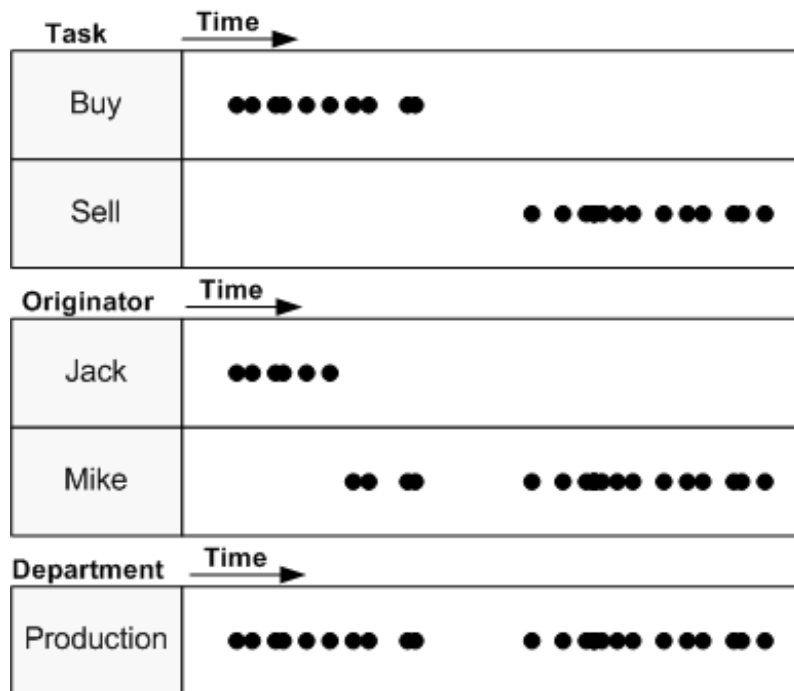 Task
Time
Buy
Sell
Originator
Time
Jack
Mike
Department
Time
Production